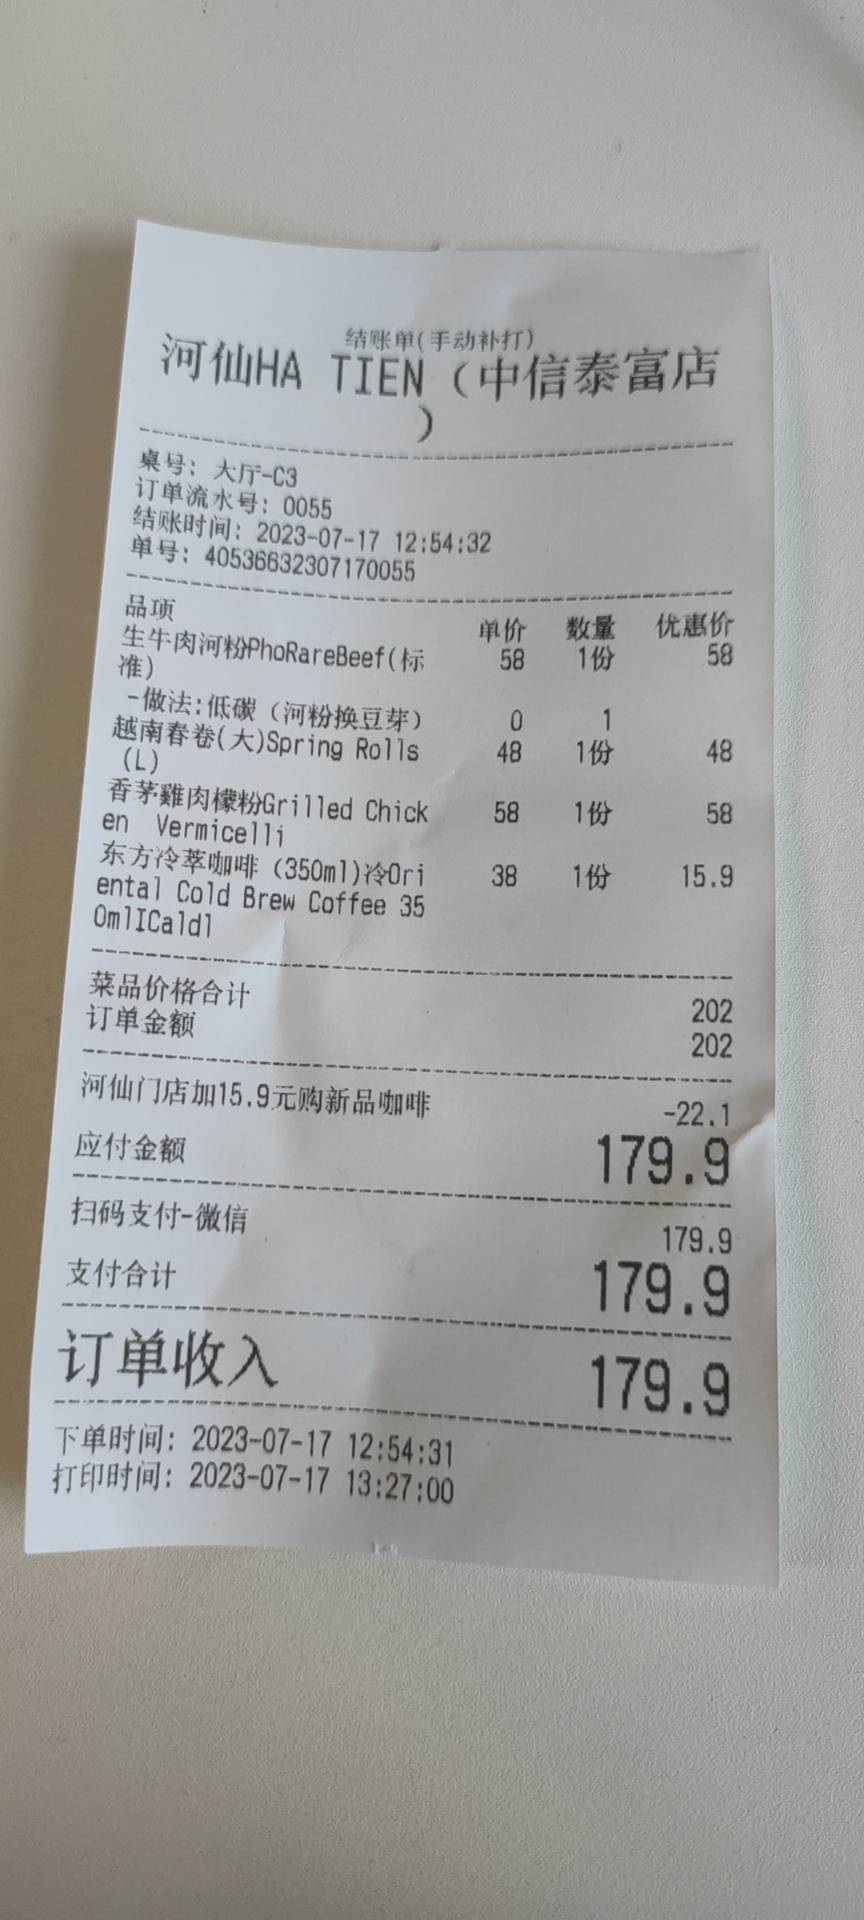 结账单(手动补打)
河仙HA TIEN（中信泰富店
）
桌号: 大厅-C3
订单流水号: 0055
结账时间: 2023-07-17 12:54:32
单号: 40536632307170055
品项 单价 数量 优惠价
生牛肉河粉PhoRareBeef(标 58 1份 58
准)
-做法:低碳（河粉换豆芽） 0 1
越南春卷(大)Spring Rolls 48 1份 48
(L)
香茅雞肉檬粉Grilled Chick 58 1份 58
en Vermicelli
东方冷萃咖啡（350ml)冷Ori 38 1份 15.9
ental Cold Brew Coffee 35
0mlICaldl
菜品价格合计 202
订单金额 202
河仙门店加15.9元购新品咖啡 -22.1
应付金额 179.9
扫码支付-微信 179.9
支付合计 179.9
订单收入 179.9
下单时间: 2023-07-17 12:54:31
打印时间: 2023-07-17 13:27:00